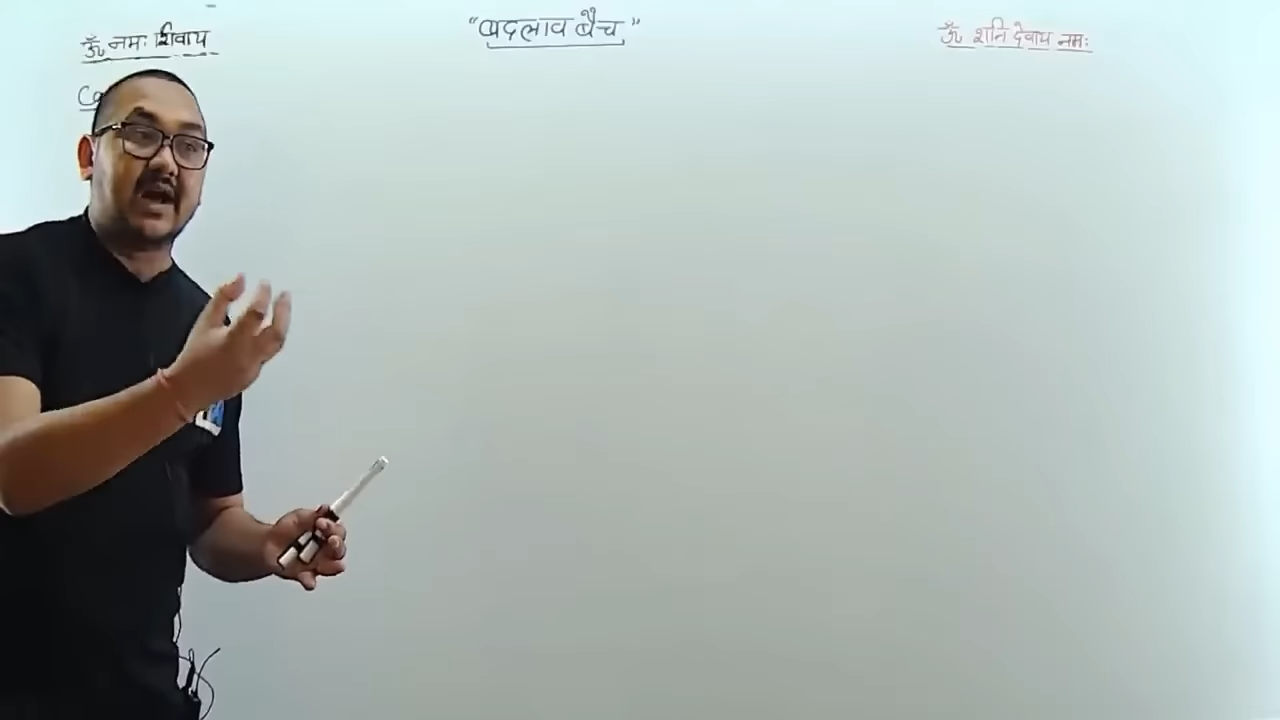 ॐ नमः शिवाय
"बदलाव बैच"
ॐ शनि देवाय नमः